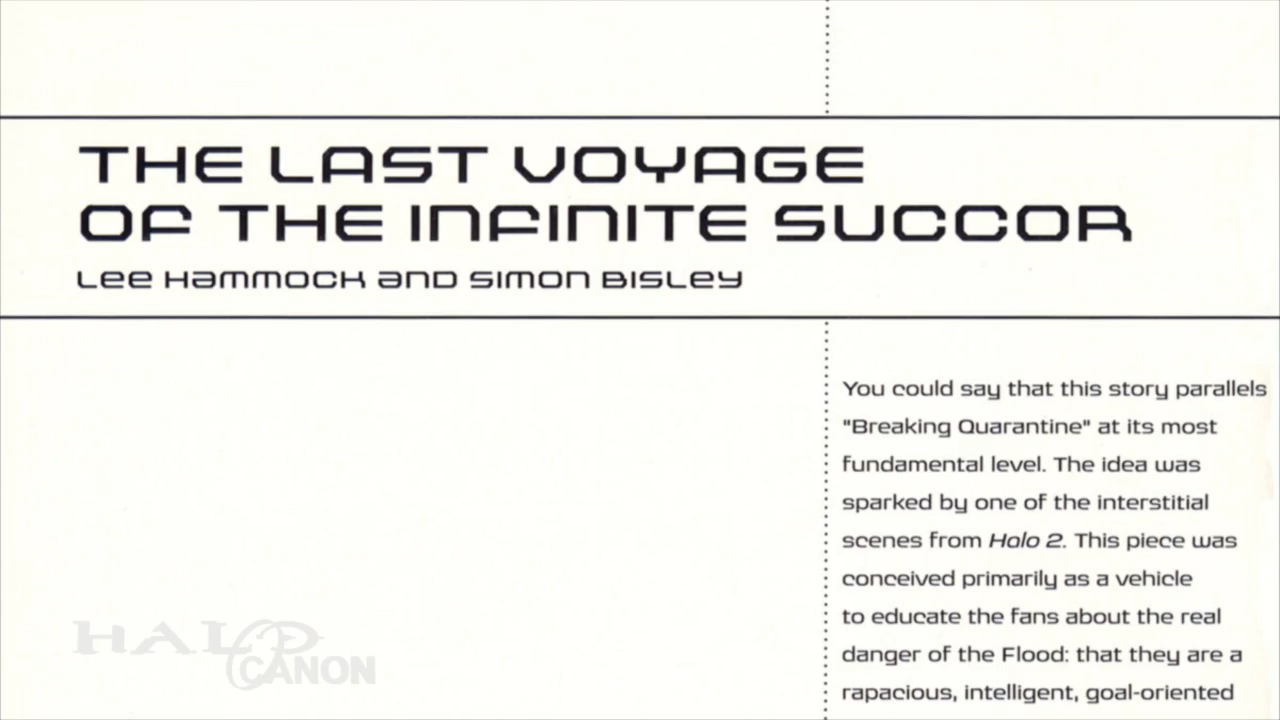 THE LAST VOYAGE
OF THE INFINITE SUCCOR
Lee Hammock and Simon Bisley
You could say that this story parallels
"Breaking Quarantine" at its most
fundamental level. The idea was
sparked by one of the interstitial
scenes from Halo 2. This piece was
conceived primarily as a vehicle
to educate the fans about the real
danger of the Flood: that they are a
rapacious, intelligent, goal-oriented
HALO
CANON